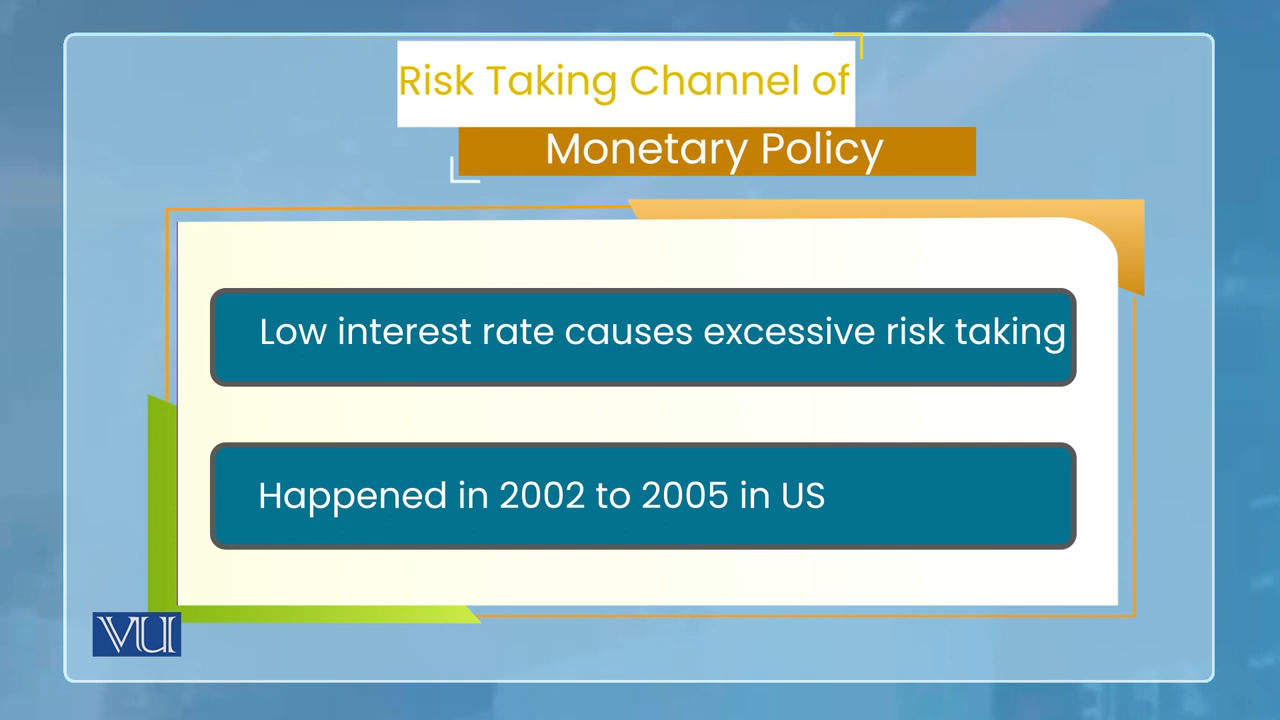 Risk Taking Channel of
Monetary Policy
Low interest rate causes excessive risk taking
Happened in 2002 to 2005 in US
VU